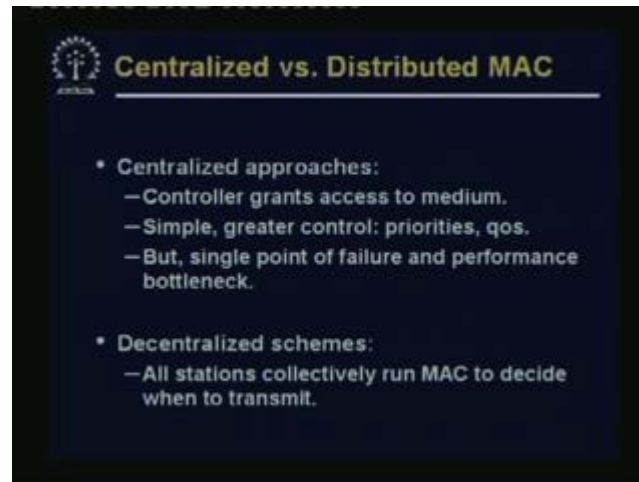 Centralized vs. Distributed MAC
• Centralized approaches:
–Controller grants access to medium.
–Simple, greater control: priorities, qos.
–But, single point of failure and performance
bottleneck.
• Decentralized schemes:
–All stations collectively run MAC to decide
when to transmit.